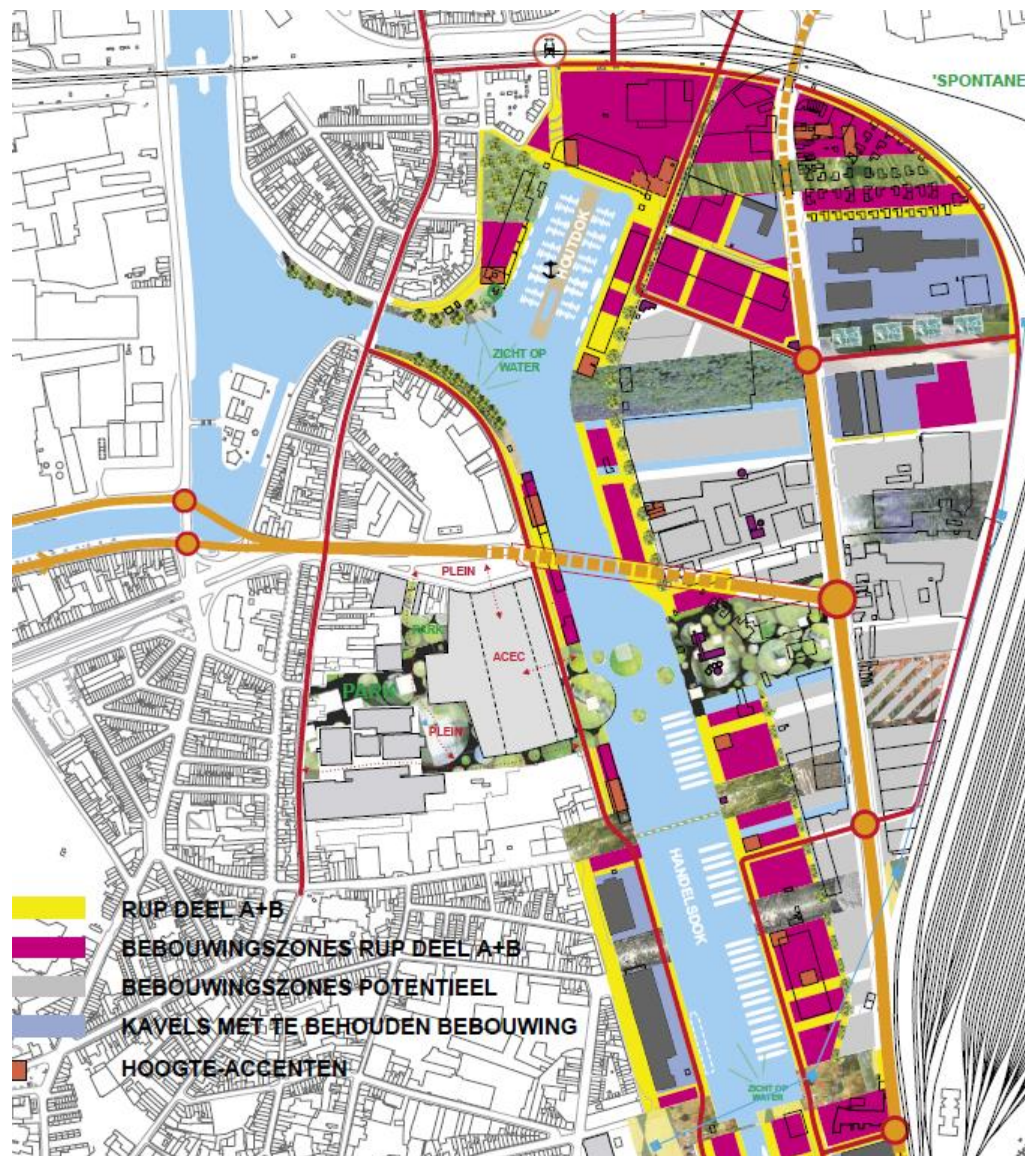 'SPONTANE
HOUTDOK
ZICHT OP
WATER
PLEIN
PARK
ACEC
PARK
PLEIN
HANDELSDOK
RUP DEEL A+B
BEBOUWINGSZONES RUP DEEL A+B
BEBOUWINGSZONES POTENTIEEL
KAVELS MET TE BEHOUDEN BEBOUWING
HOOGTE-ACCENTEN
ZICHT OP
WATER